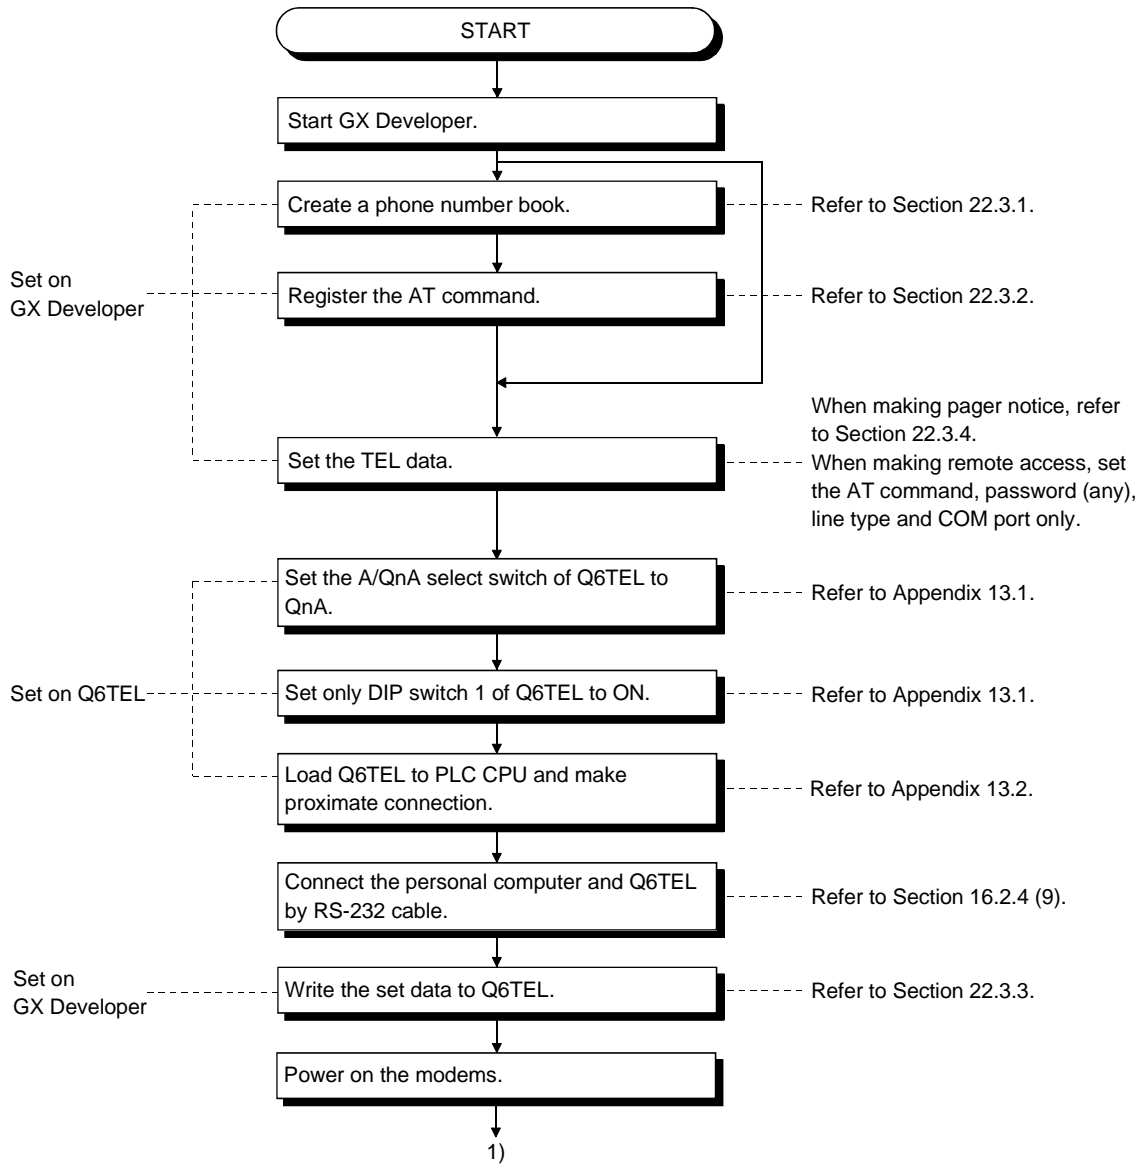 START
Start GX Developer.
Create a phone number book.
Refer to Section 22.3.1.
Set on
GX Developer
Register the AT command.
Refer to Section 22.3.2.
When making pager notice, refer
to Section 22.3.4.
When making remote access, set
the AT command, password (any),
line type and COM port only.
Set the TEL data.
Set the A/QnA select switch of Q6TEL to
QnA.
Refer to Appendix 13.1.
Set on Q6TEL
Set only DIP switch 1 of Q6TEL to ON.
Refer to Appendix 13.1.
Load Q6TEL to PLC CPU and make
proximate connection.
Refer to Appendix 13.2.
Connect the personal computer and Q6TEL
by RS-232 cable.
Refer to Section 16.2.4 (9).
Set on
GX Developer
Write the set data to Q6TEL.
Refer to Section 22.3.3.
Power on the modems.
1)